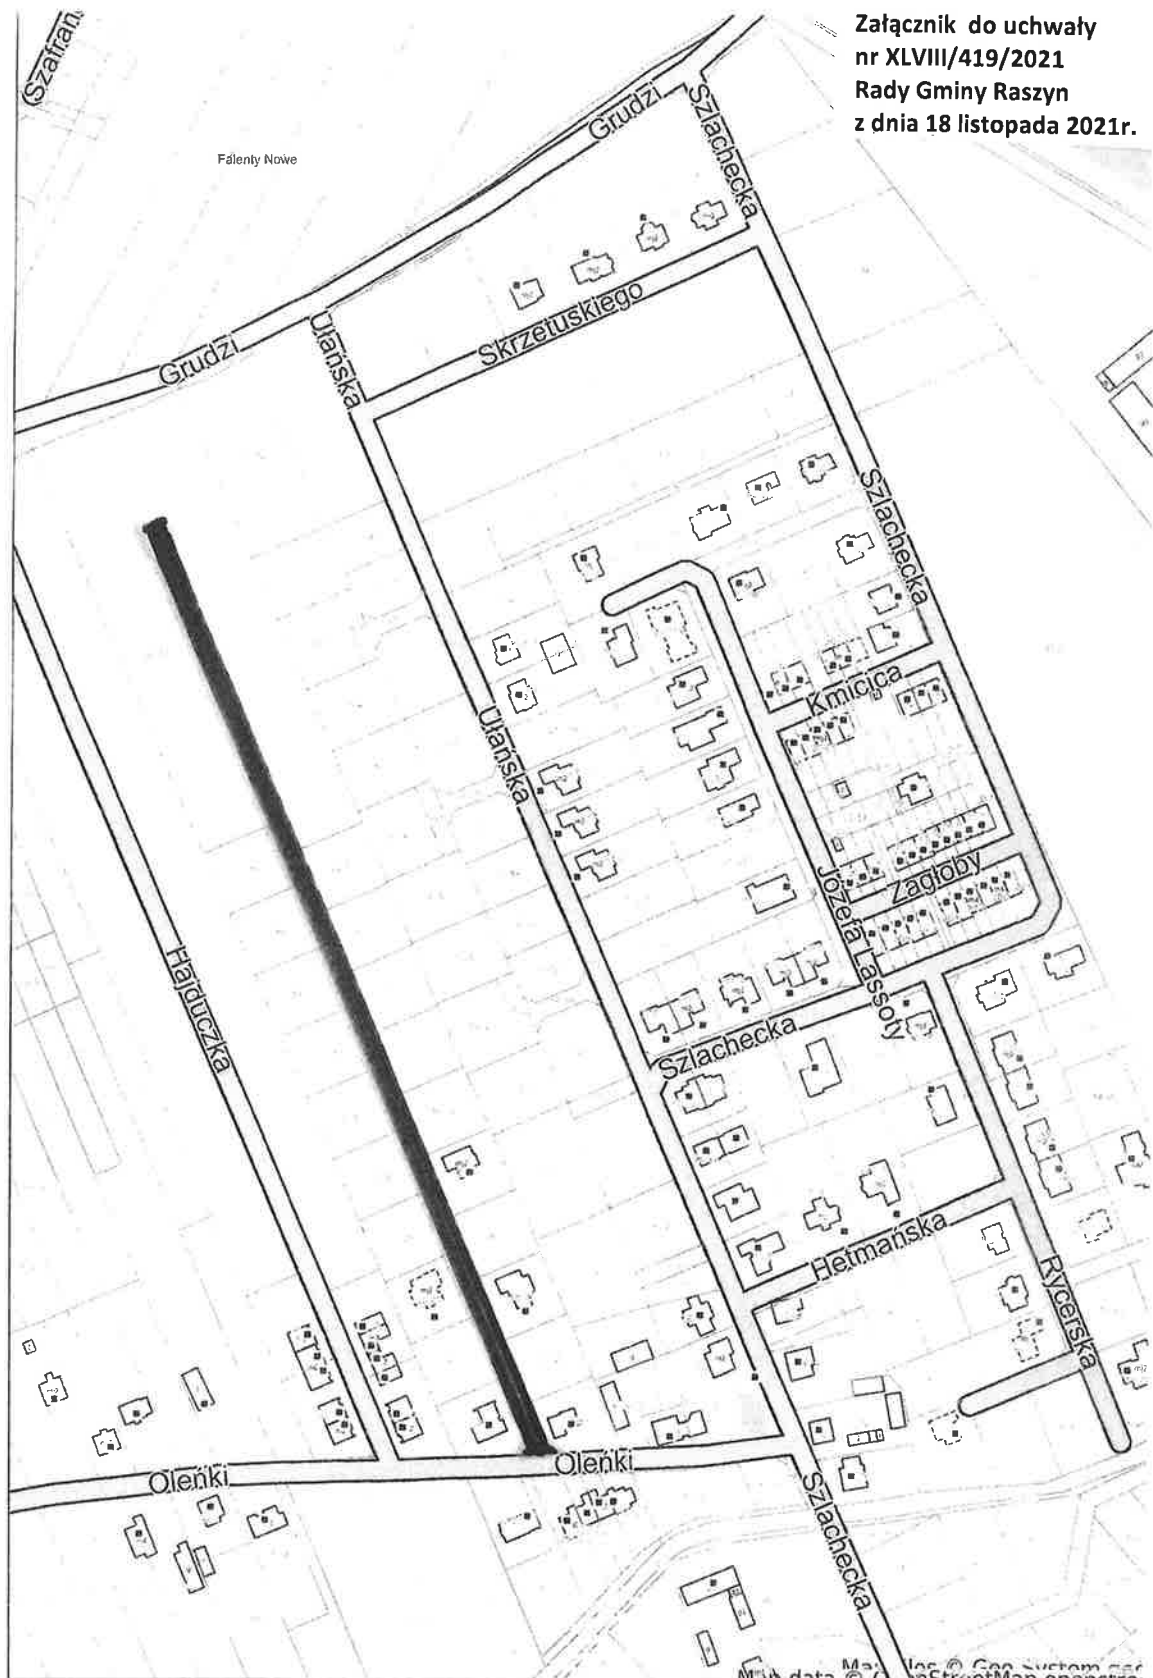 Załącznik do uchwały
nr XLVIII/419/2021
Rady Gminy Raszyn
z dnia 18 listopada 2021r.
Szafran
Falenty Nowe
Grudzi
Szlachecka
Skrzetuskiego
Ułańska
Grudzi
Szlachecka
Kmicica
Ułańska
Zagłoby
Józefa Lassoty
Hajduczka
Szlachecka
Hetmańska
Rycerska
Oleńki
Oleńki
Szlachecka